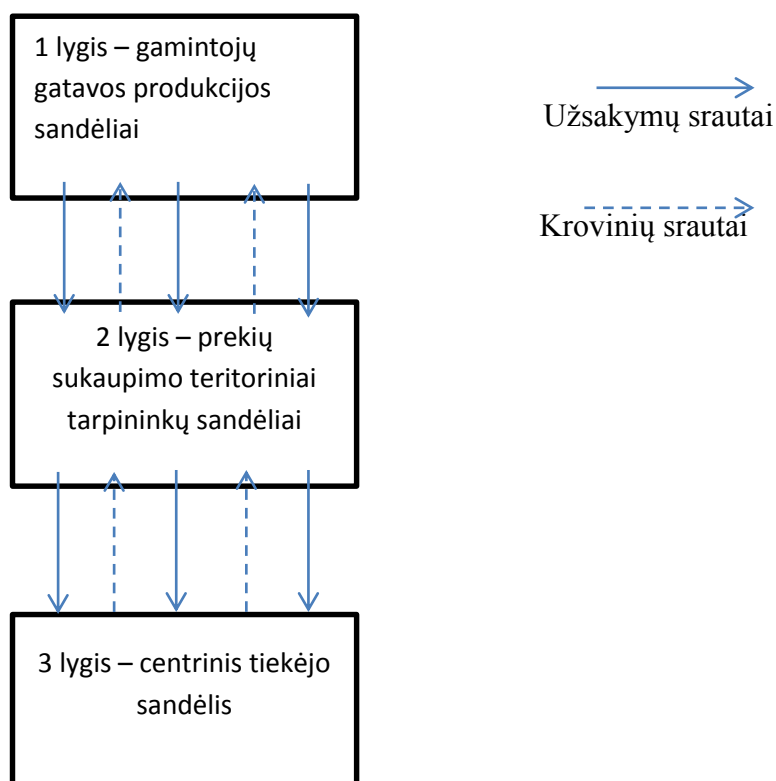 1 lygis – gamintojų
gatavos produkcijos
sandėliai
Užsakymų srautai
Krovinių srautai
2 lygis – prekių
sukaupimo teritoriniai
tarpininkų sandėliai
3 lygis – centrinis tiekėjo
sandėlis